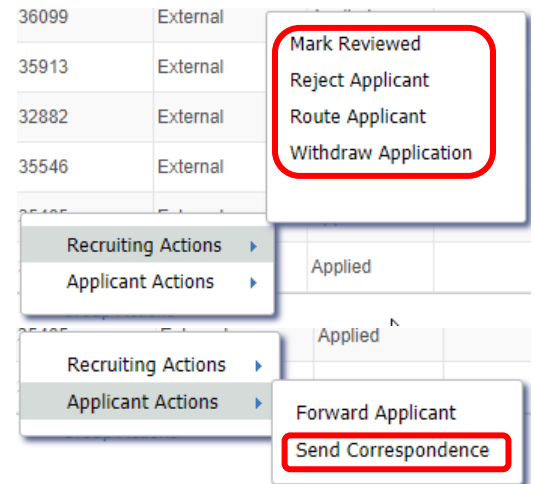 36099 External
Mark Reviewed
35913 External
Reject Applicant
32882 External
Route Applicant
Withdraw Application
35546 External
Recruiting Actions
Applicant Actions
Applied
Applied
Recruiting Actions
Applicant Actions
Forward Applicant
Send Correspondence